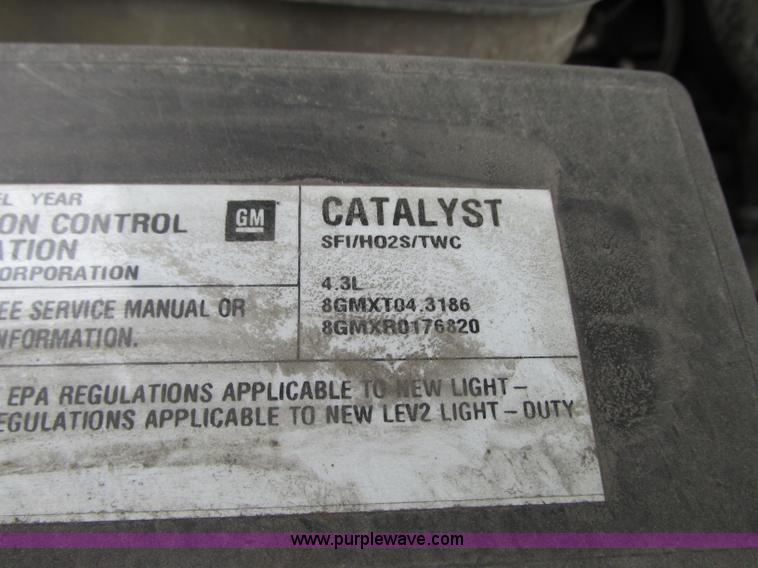 EL YEAR
ON CONTROL
ATION
ORPORATION
GM
CATALYST
SFI/HO2S/TWC
4.3L
8GMXT04.3186
8GMXR0176820
EE SERVICE MANUAL OR
NFORMATION.
EPA REGULATIONS APPLICABLE TO NEW LIGHT-
EGULATIONS APPLICABLE TO NEW LEV2 LIGHT-DUTY
www.purplewave.com